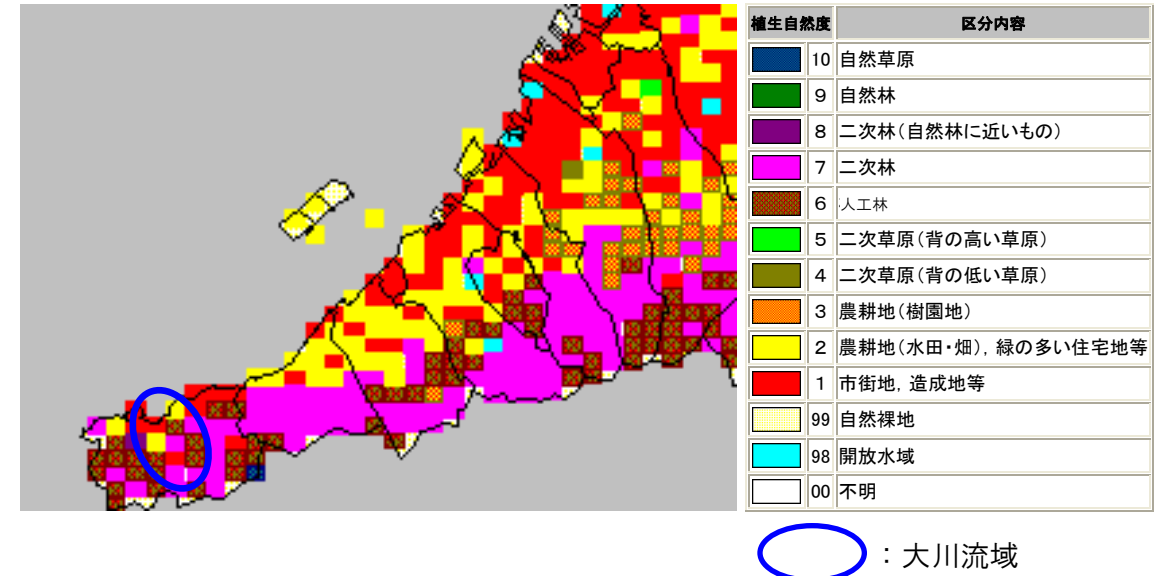 植生自然度 区分内容
10 自然草原
9 自然林
8 二次林(自然林に近いもの)
7 二次林
6 人工林
5 二次草原(背の高い草原)
4 二次草原(背の低い草原)
3 農耕地(樹園地)
2 農耕地(水田・畑), 緑の多い住宅地等
1 市街地, 造成地等
99 自然裸地
98 開放水域
00 不明
:大川流域